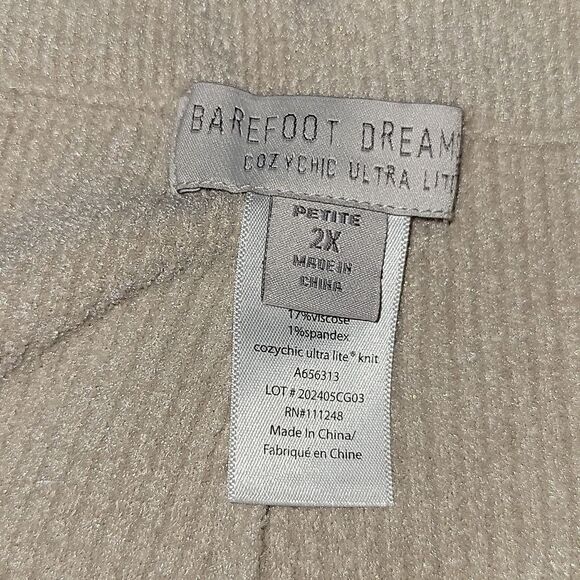 BAREFOOT DREAM
COZYCHIC ULTRA LIT
PETITE
2X
MADE IN
CHINA
17%viscose
1%spandex
cozychic ultra lite® knit
A656313
LOT # 202405CG03
RN#111248
Made In China/
Fabriqué en Chine